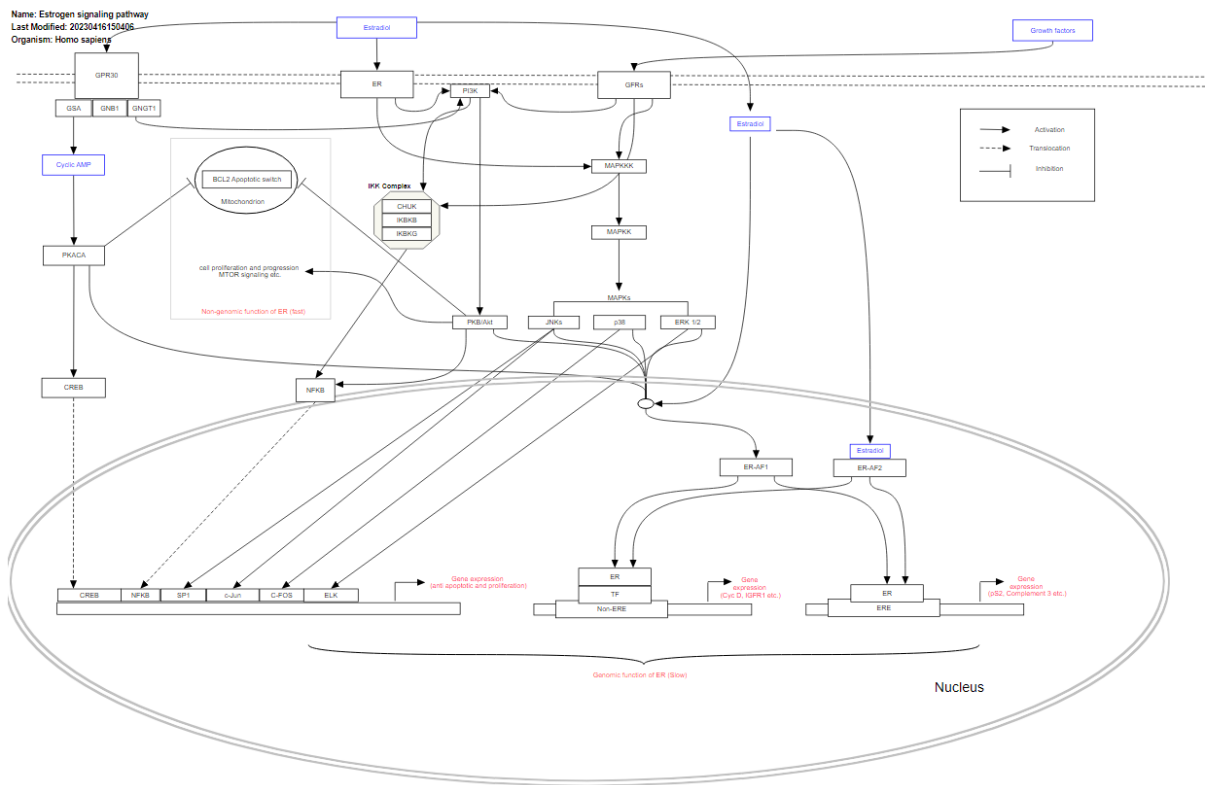 Name: Estrogen signaling pathway
Last Modified: 20230416150406
Organism: Homo sapiens
Estradiol
Growth factors
GPR30
ER
PI3K
GFRs
GSA
GNB1
GNGT1
Estradiol
Activation
Translocation
Inhibition
Cyclic AMP
BCL2 Apoptotic switch
Mitochondrion
MAPKKK
IKK Complex
CHUK
IKBKB
IKBKG
MAPKK
PKACA
cell proliferation and progression
MTOR signaling etc.
Non-genomic function of ER (fast)
MAPKs
PKB/Akt
JNKs
p38
ERK 1/2
CREB
NFKB
Estradiol
ER-AF1
ER-AF2
CREB
NFKB
SP1
c-Jun
C-FOS
ELK
Gene expression
(anti apoptotic and proliferation)
ER
TF
Non-ERE
Gene
expression
(Cyc D, IGFR1 etc.)
ER
ERE
Gene
expression
(pS2, Complement 3 etc.)
Genomic function of ER (Slow)
Nucleus